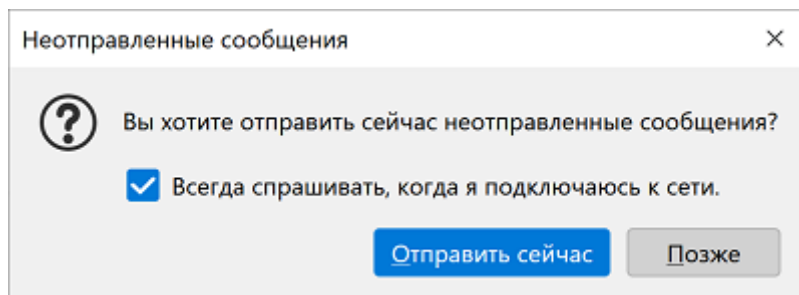 Неотправленные сообщения
Вы хотите отправить сейчас неотправленные сообщения?
Всегда спрашивать, когда я подключаюсь к сети.
Отправить сейчас
Позже